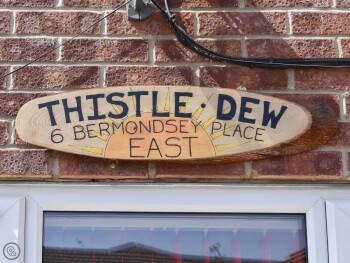 THISTLE · DEW
6 BERMONDSEY PLACE
EAST